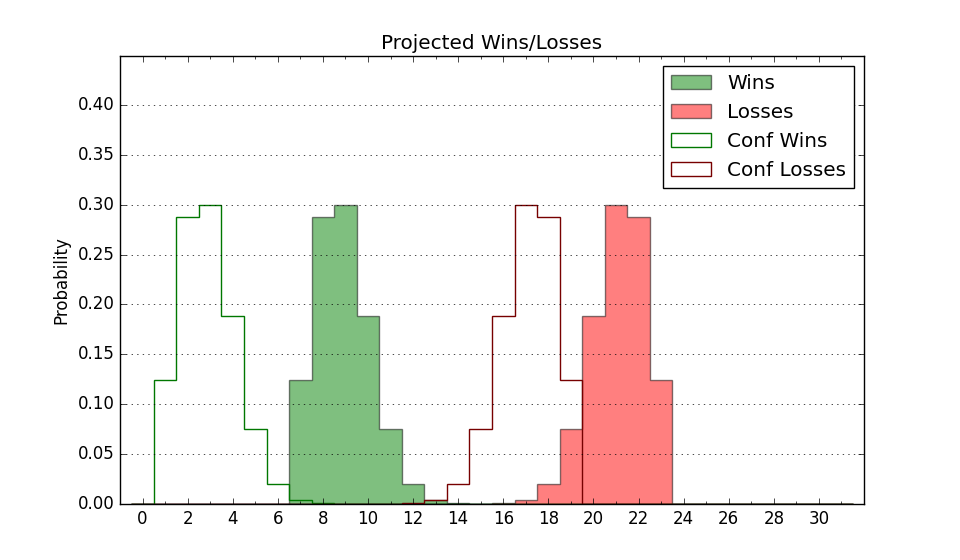 Projected Wins/Losses
Wins
Losses
Conf Wins
Conf Losses
Probability
0.40
0.35
0.30
0.25
0.20
0.15
0.10
0.05
0.00
0 2 4 6 8 10 12 14 16 18 20 22 24 26 28 30